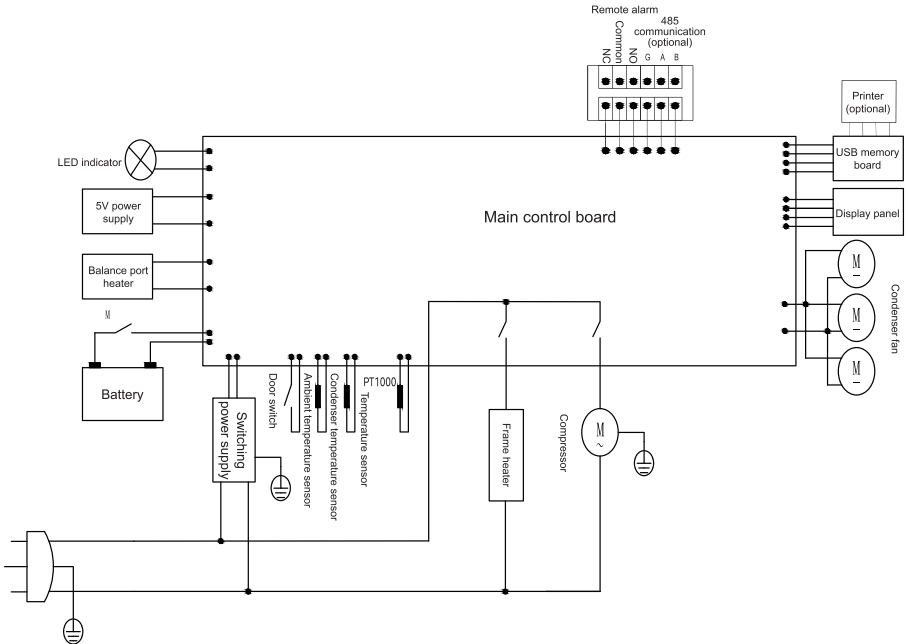 Remote alarm
485
communication
(optional)
NC
Common
NO
G
A
B
Printer
(optional)
USB memory
board
Display panel
LED indicator
5V power
supply
Balance port
heater
M
Battery
Main control board
M
M
M
Condenser fan
Door switch
Ambient temperature sensor
Condenser temperature sensor
PT1000
Temperature sensor
Switching
power supply
Frame heater
Compressor
M
~